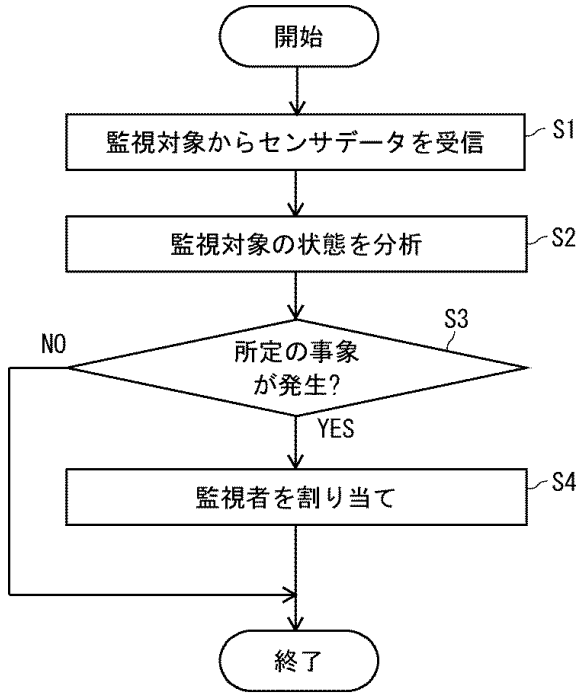 開始
監視対象からセンサデータを受信
S1
監視対象の状態を分析
S2
S3
NO
所定の事象
が発生?
YES
監視者を割り当て
S4
終了